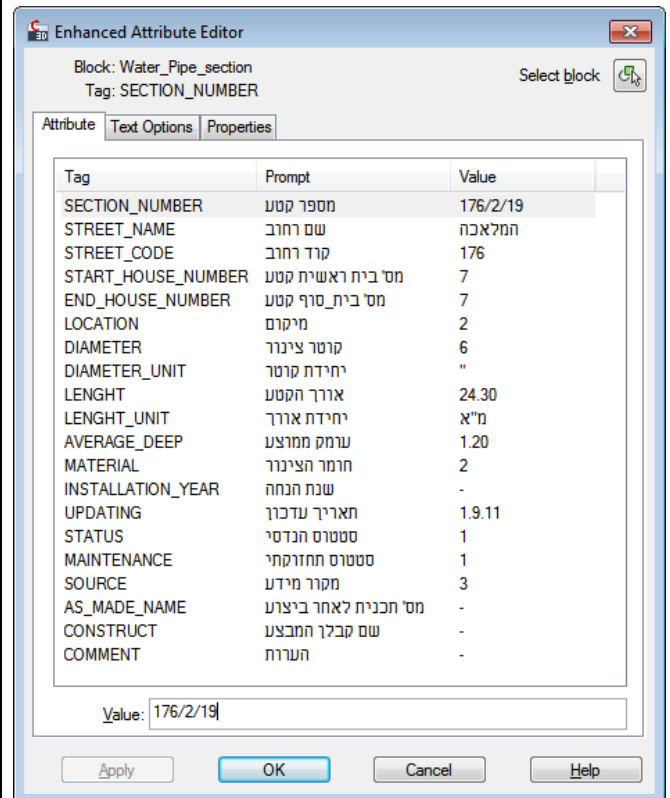 Enhanced Attribute Editor
Block: Water_Pipe_section
Select block
Tag: SECTION_NUMBER
Attribute Text Options Properties
Tag Prompt Value
SECTION_NUMBER מספר קטע 176/2/19
STREET_NAME שם רחוב המלאכה
STREET_CODE קוד רחוב 176
START_HOUSE_NUMBER מס' בית ראשית קטע 7
END_HOUSE_NUMBER מס' בית_סוף קטע 7
LOCATION מיקום 2
DIAMETER קוטר צינור 6
DIAMETER_UNIT יחידת קוטר "
LENGHT אורך הקטע 24.30
LENGHT_UNIT יחידת אורך מ"א
AVERAGE_DEEP עומק ממוצע 1.20
MATERIAL חומר הצינור 2
INSTALLATION_YEAR שנת הנחה -
UPDATING תאריך עדכון 1.9.11
STATUS סטטוס הנדסי 1
MAINTENANCE סטטוס תחזוקתי 1
SOURCE מקור מידע 3
AS_MADE_NAME מס' תכנית לאחר ביצוע -
CONSTRUCT שם קבלן המבצע -
COMMENT הערות -
Value: 176/2/19
Apply OK Cancel Help